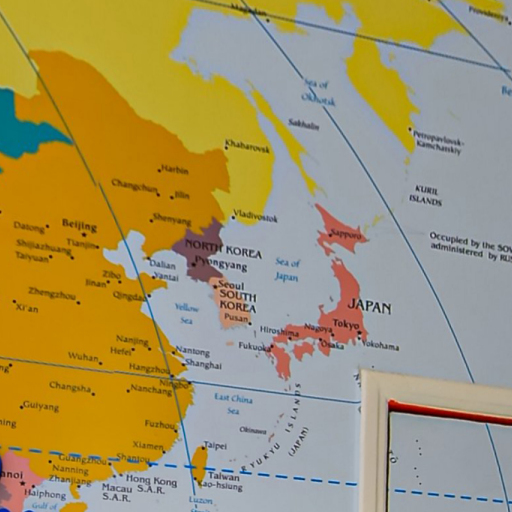 Magadan
Provideniya
Sea of
Okhotsk
Sakhalin
Petropavlovsk-
Kamchatskiy
Khabarovsk
KURIL
ISLANDS
Harbin
Changchun
Jilin
Shenyang
Vladivostok
Sapporo
Occupied by the SOV
administered by RUS
Datong
Beijing
Shijiazhuang
Tianjin
Taiyuan
NORTH KOREA
Pyongyang
Dalian
Yantai
Sea of
Japan
Zibo
Jinan
Qingdao
Seoul
SOUTH
KOREA
Pusan
JAPAN
Zhengzhou
Xi'an
Yellow
Sea
Hiroshima
Nagoya
Tokyo
Osaka
Yokohama
Fukuoka
Nanjing
Hefei
Nantong
Shanghai
Wuhan
Hangzhou
Changsha
Nanchang
East China
Sea
Guiyang
Fuzhou
Okinawa
RYUKYU ISLANDS
(JAPAN)
Xiamen
Taipei
Guangzhou
Shantou
Nanning
Zhanjiang
Taiwan
Kao-hsiung
Hong Kong
S.A.R.
Macau
S.A.R.
anoi
Haiphong
Gulf of
Luzon